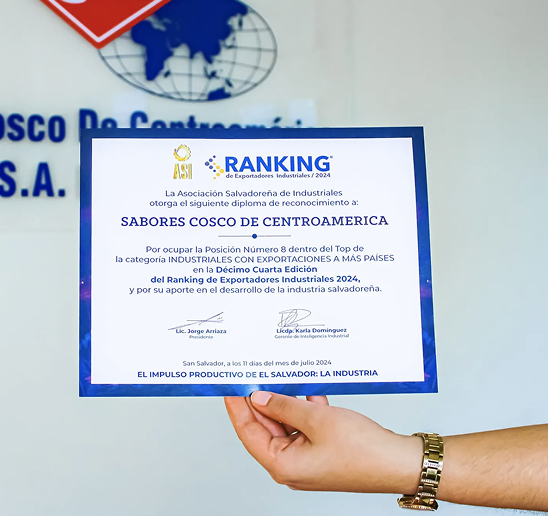 osco De Centroaméri
S.A.
ASI
RANKING®
de Exportadores Industriales / 2024
La Asociación Salvadoreña de Industriales
otorga el siguiente diploma de reconocimiento a:
SABORES COSCO DE CENTROAMERICA
Por ocupar la Posición Número 8 dentro del Top de
la categoría INDUSTRIALES CON EXPORTACIONES A MÁS PAÍSES
en la Décimo Cuarta Edición
del Ranking de Exportadores Industriales 2024,
y por su aporte en el desarrollo de la industria salvadoreña.
Lic. Jorge Arriaza
Presidente
Licda. Karla Domínguez
Gerente de Inteligencia Industrial
San Salvador, a los 11 días del mes de julio 2024
EL IMPULSO PRODUCTIVO DE EL SALVADOR: LA INDUSTRIA